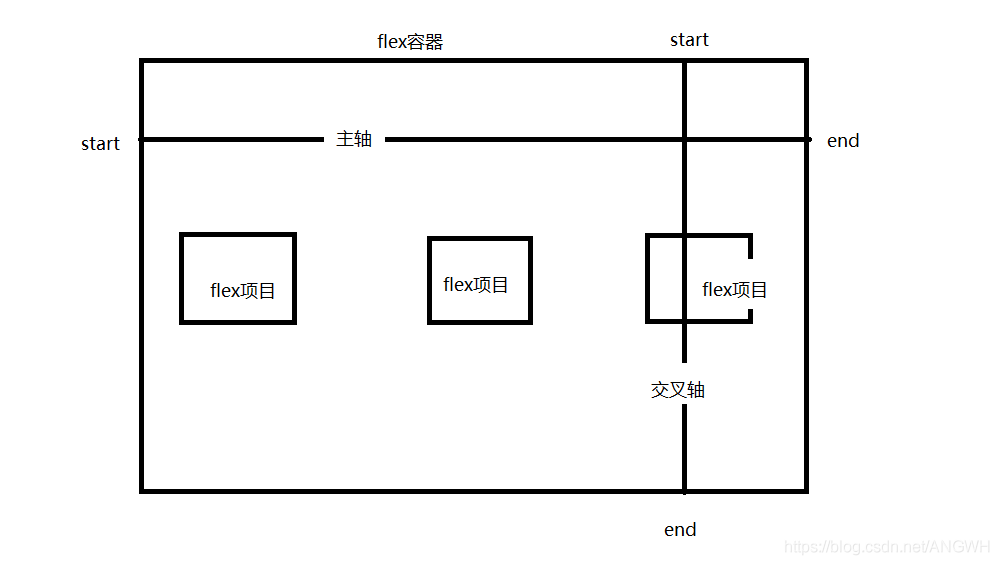 flex容器
start
start
主轴
end
flex项目
flex项目
flex项目
交叉轴
end
https://blog.csdn.net/ANGWH